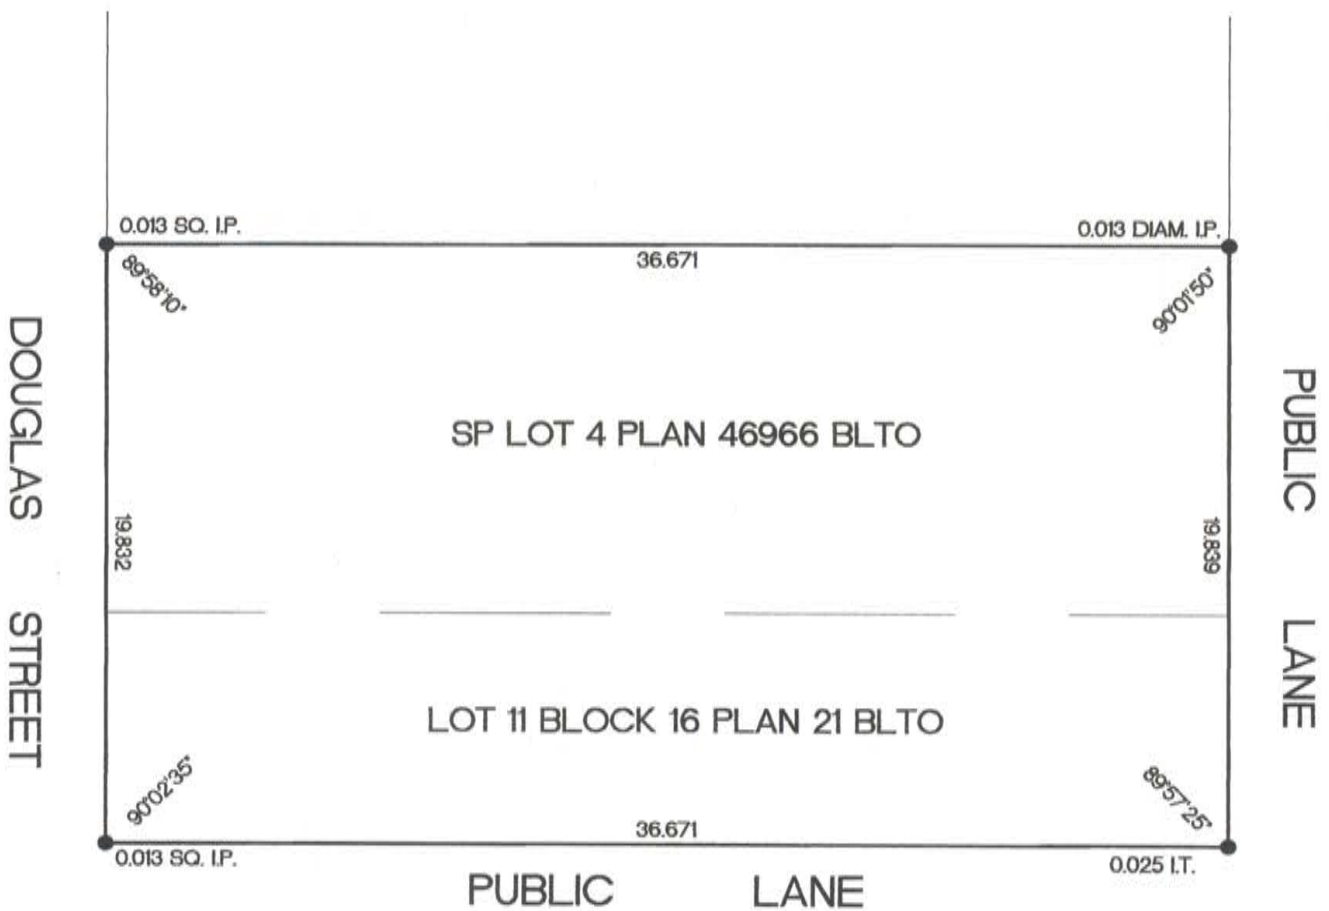 0.013 SQ. I.P.
0.013 DIAM. I.P.
36.671
89°58'10"
90°01'50"
DOUGLAS STREET
PUBLIC LANE
SP LOT 4 PLAN 46966 BLTO
19.832
19.839
LOT 11 BLOCK 16 PLAN 21 BLTO
90°02'35"
89°57'25"
36.671
0.013 SQ. I.P.
0.025 I.T.
PUBLIC LANE